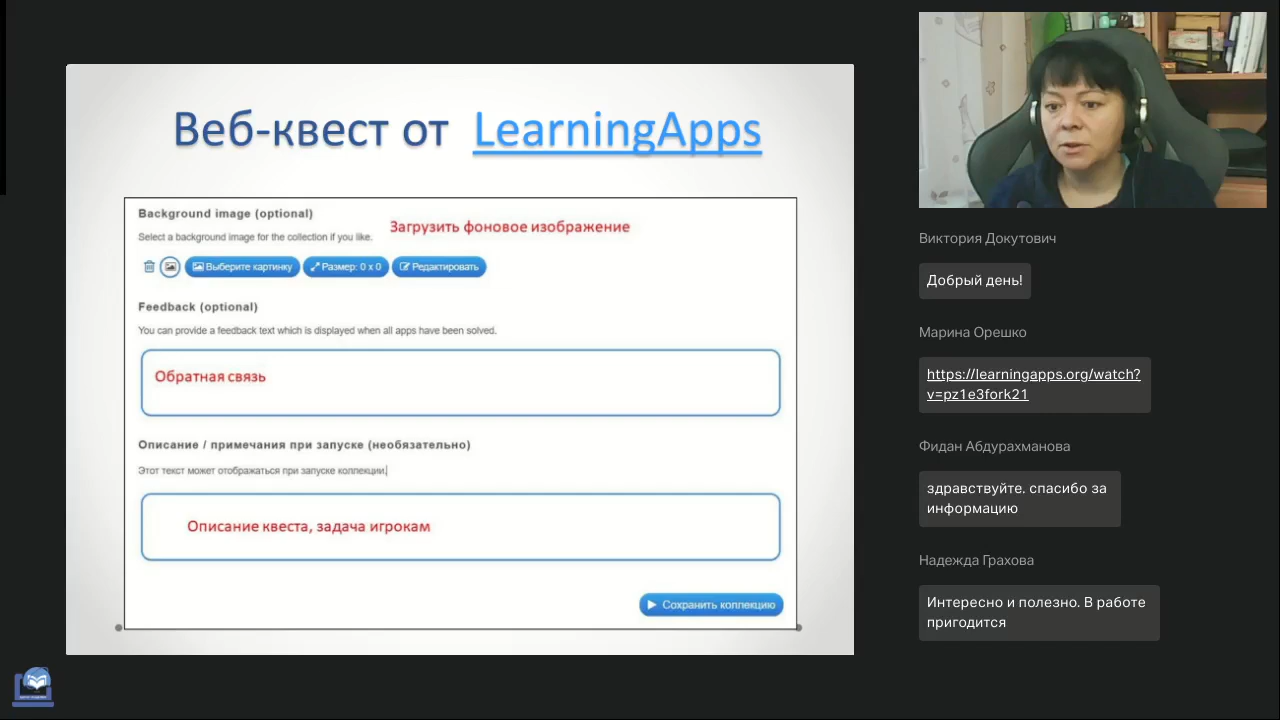 Веб-квест от LearningApps
Background image (optional)
Загрузить фоновое изображение
Select a background image for the collection if you like.
Выберите картинку
Размер: 0 x 0
Редактировать
Feedback (optional)
You can provide a feedback text which is displayed when all apps have been solved.
Обратная связь
Описание / примечания при запуске (необязательно)
Этот текст может отображаться при запуске коллекции.
Описание квеста, задача игрокам
Сохранить коллекцию
Виктория Докутович
Добрый день!
Марина Орешко
https://learningapps.org/watch?
v=pz1e3fork21
Фидан Абдурахманова
здравствуйте. спасибо за
информацию
Надежда Грахова
Интересно и полезно. В работе
пригодится